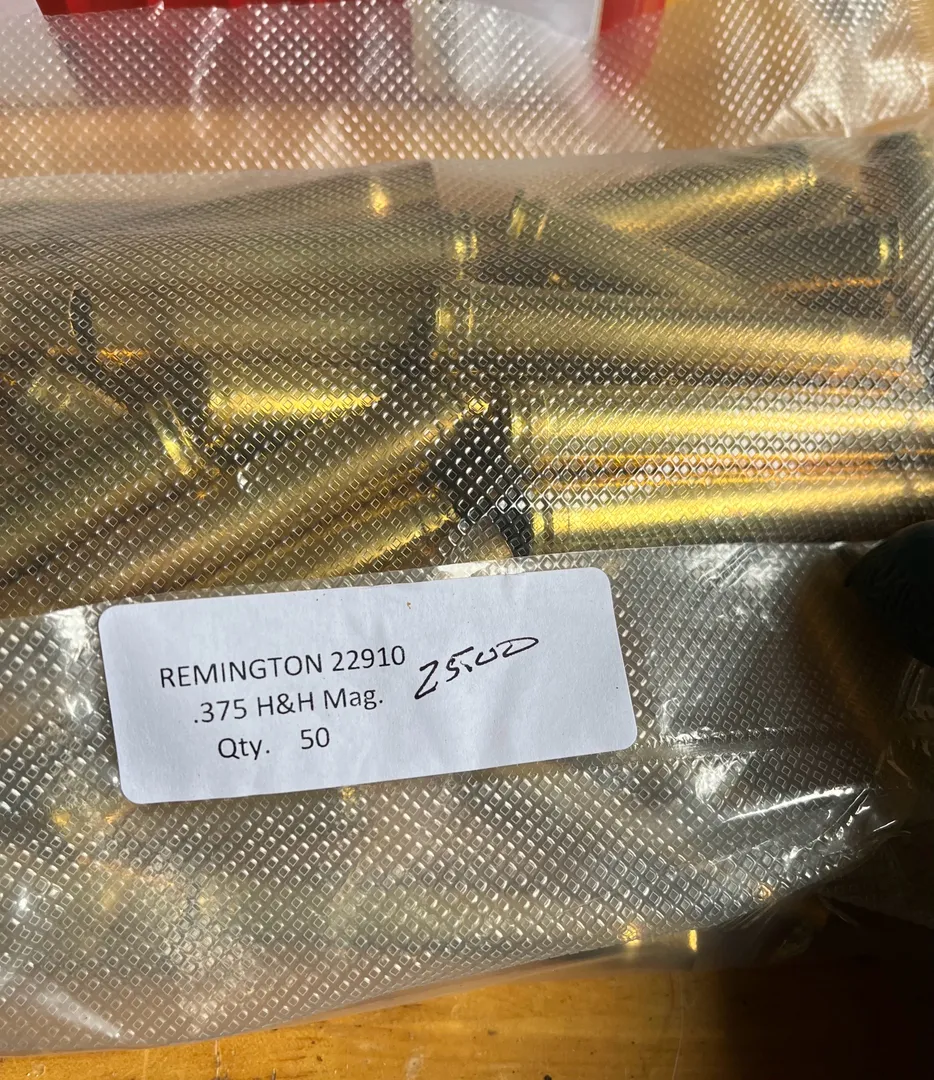 REMINGTON 22910
.375 H&H Mag.
Qty. 50
25.00